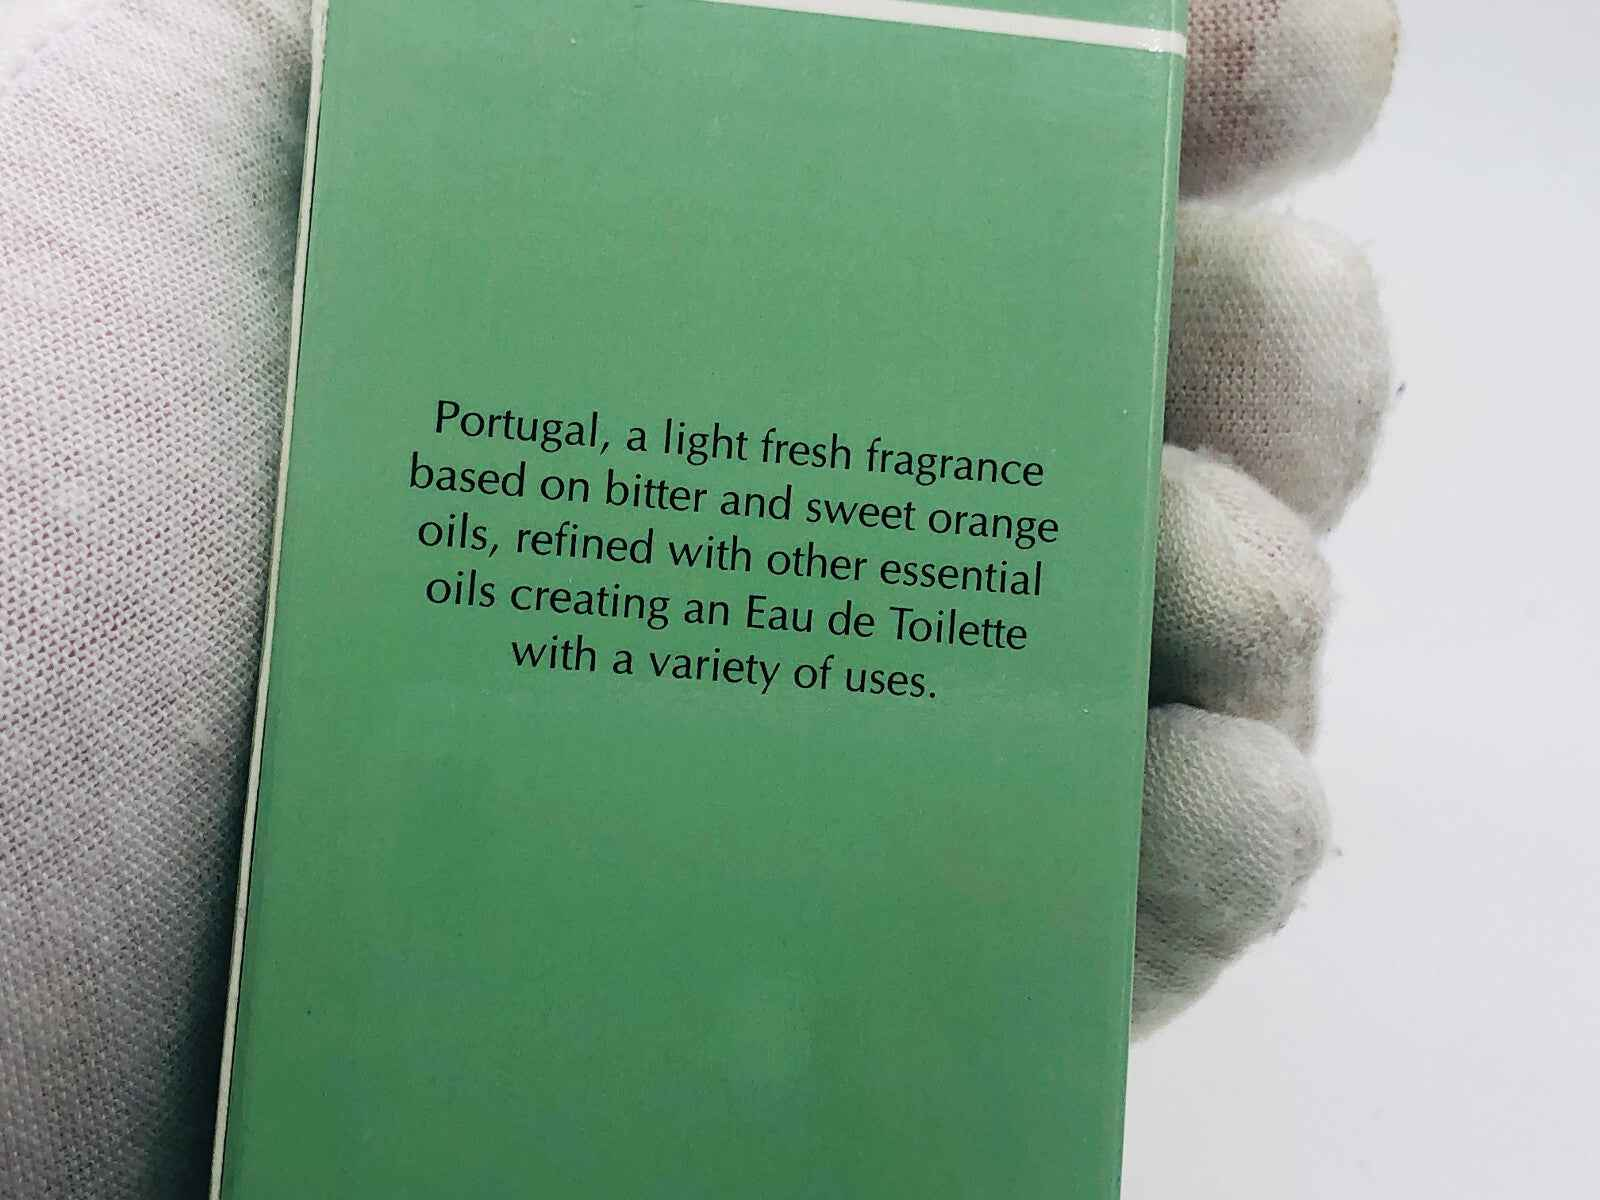 Portugal, a light fresh fragrance
based on bitter and sweet orange
oils, refined with other essential
oils creating an Eau de Toilette
with a variety of uses.